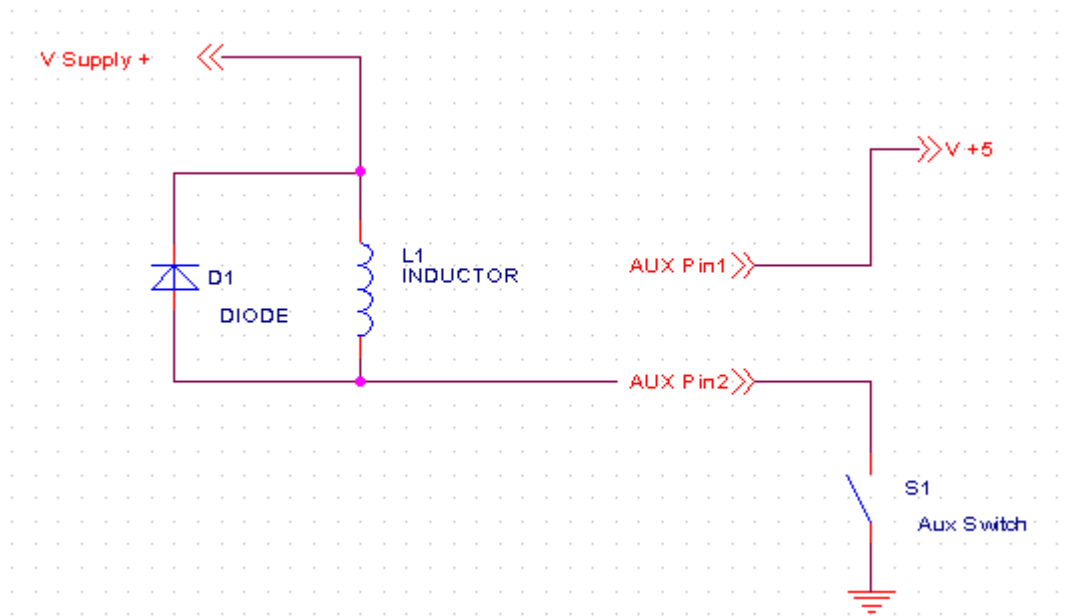 V Supply +
V +5
L1
INDUCTOR
AUX Pin1
D1
DIODE
AUX Pin2
S1
Aux Switch